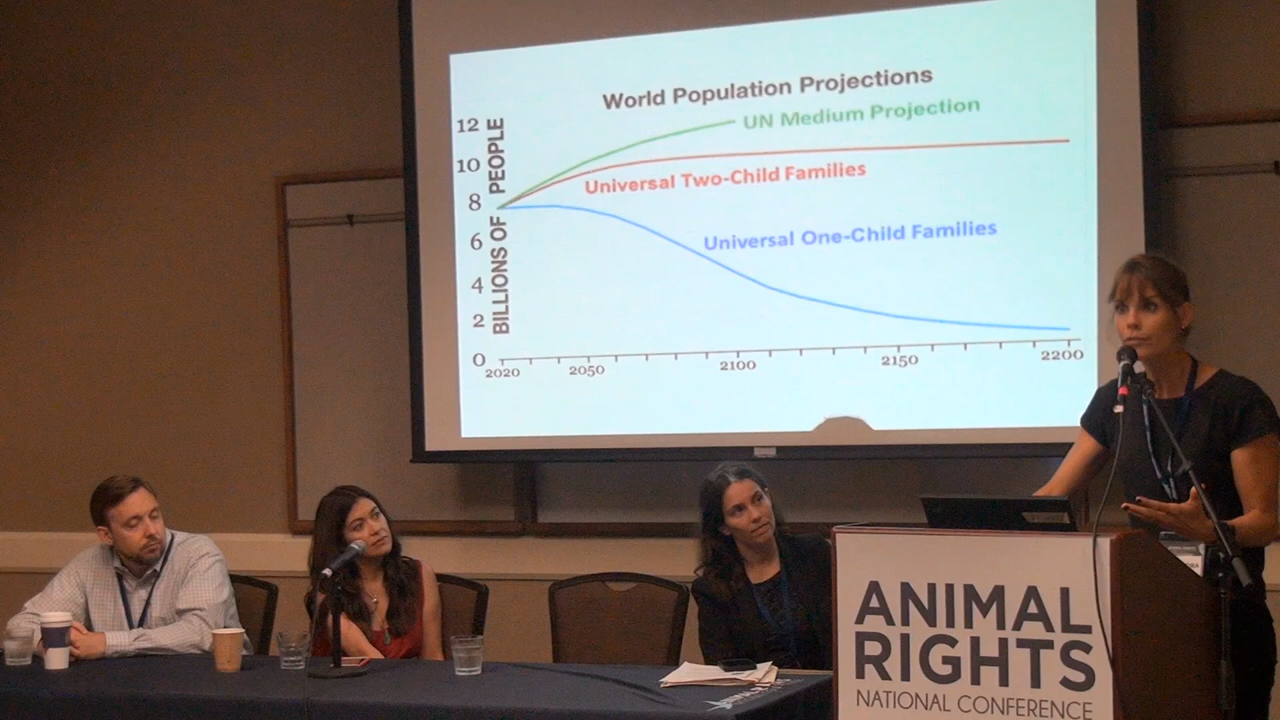 World Population Projections
12
10
8
6
4
2
0
BILLIONS OF PEOPLE
UN Medium Projection
Universal Two-Child Families
Universal One-Child Families
2020
2050
2100
2150
2200
ANIMAL
RIGHTS
NATIONAL CONFERENCE